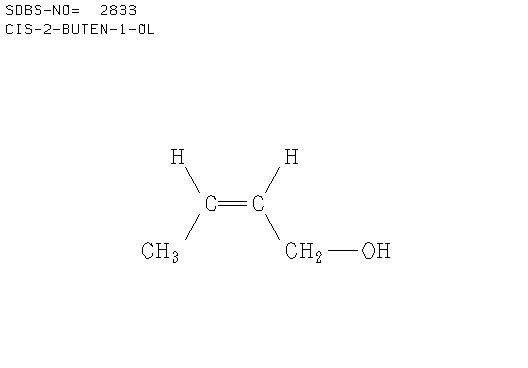 SDBS-NO=  2833
CIS-2-BUTEN-1-OL
H H
C C
CH3 CH2 OH